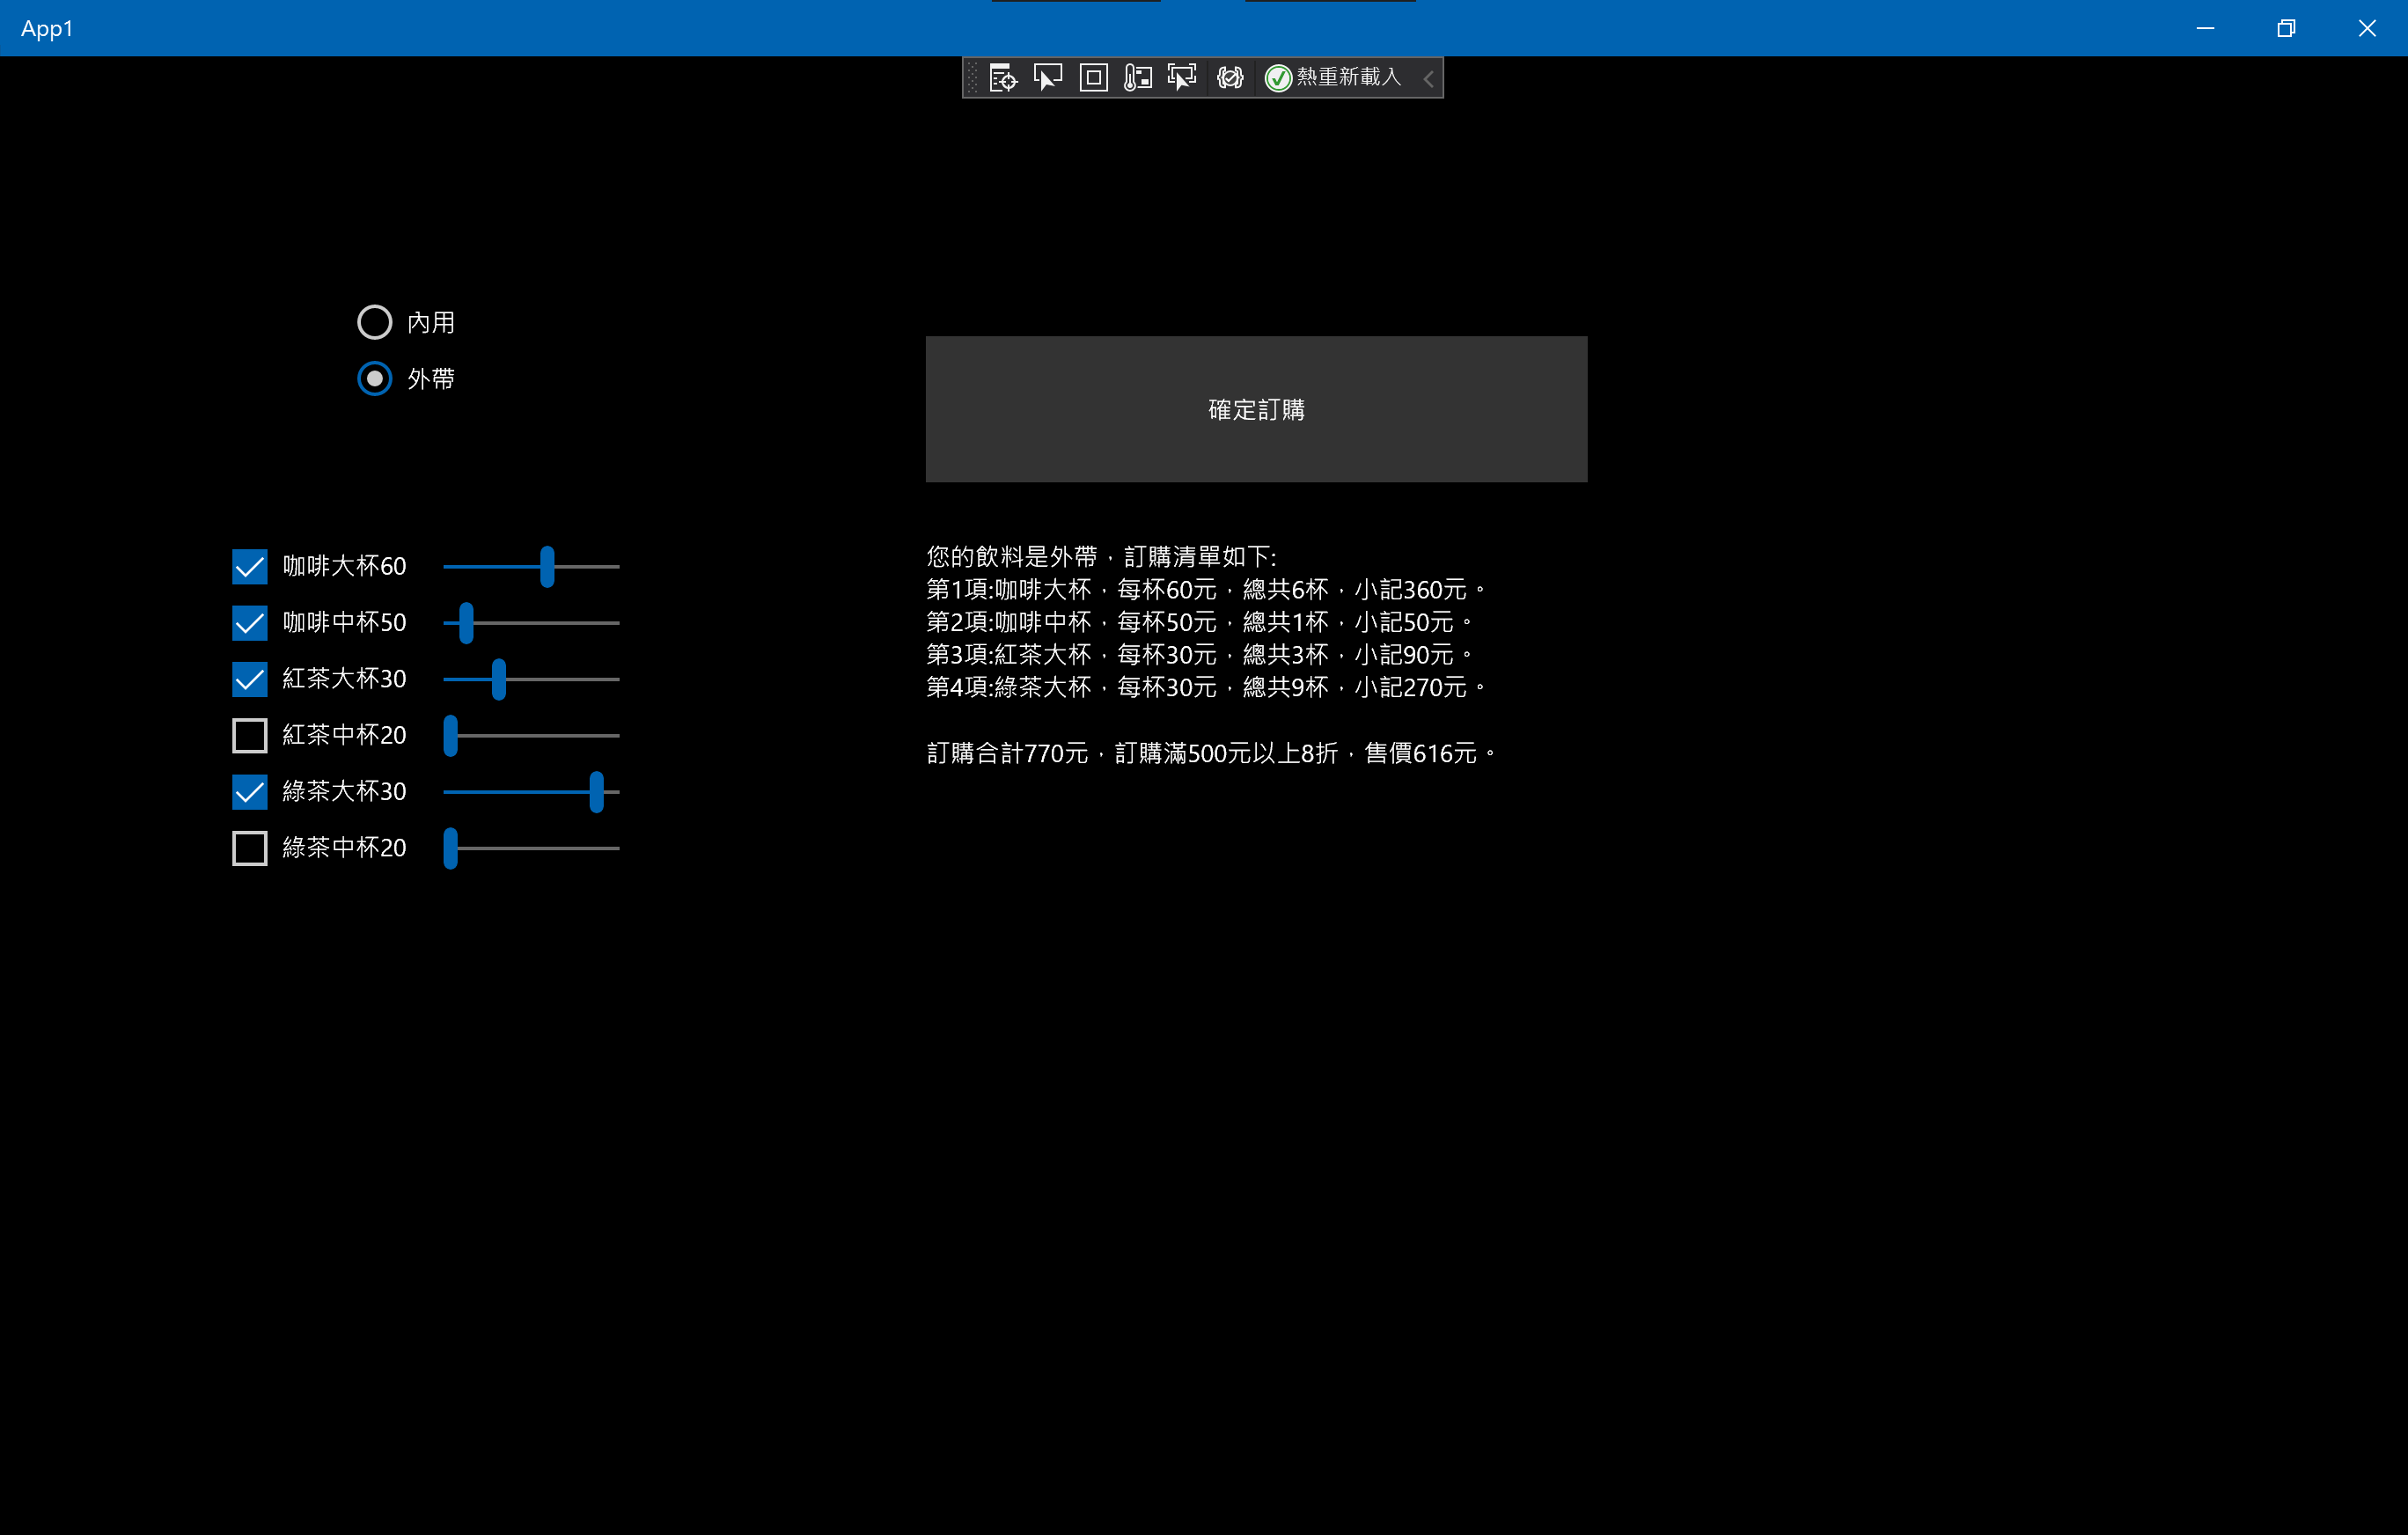 App1
熱重新載入
內用
外帶
確定訂購
咖啡大杯60
咖啡中杯50
紅茶大杯30
紅茶中杯20
綠茶大杯30
綠茶中杯20
您的飲料是外帶，訂購清單如下:
第1項:咖啡大杯，每杯60元，總共6杯，小記360元。
第2項:咖啡中杯，每杯50元，總共1杯，小記50元。
第3項:紅茶大杯，每杯30元，總共3杯，小記90元。
第4項:綠茶大杯，每杯30元，總共9杯，小記270元。
訂購合計770元，訂購滿500元以上8折，售價616元。